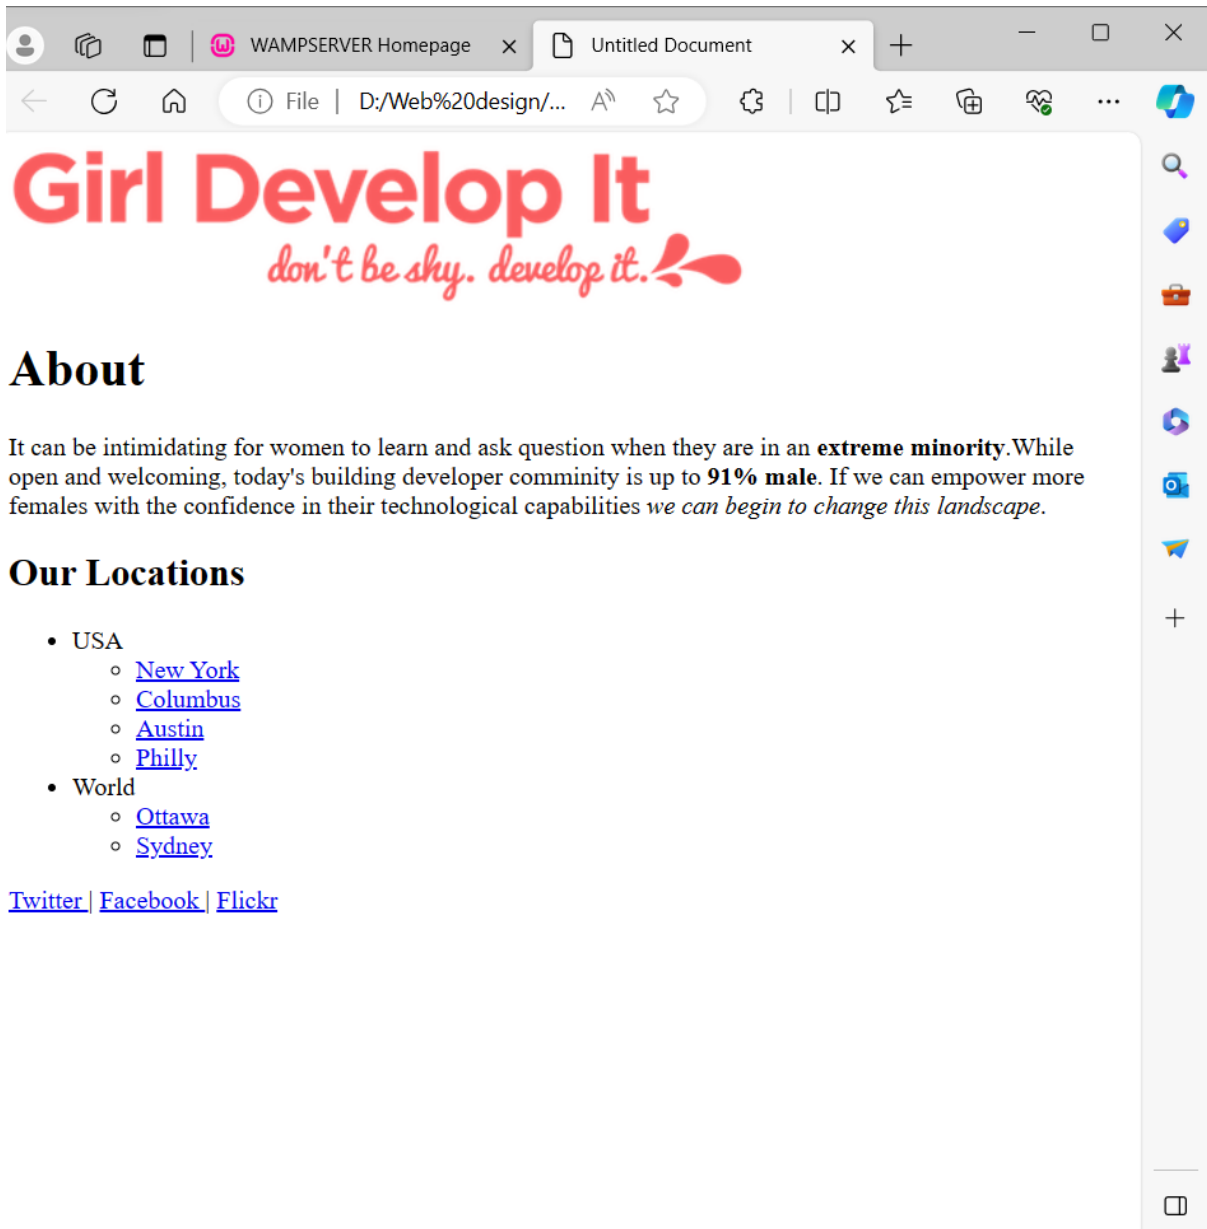 WAMPSERVER Homepage
Untitled Document
File
D:/Web%20design/...
Girl Develop It
don't be shy. develop it.
About
It can be intimidating for women to learn and ask question when they are in an extreme minority.While
open and welcoming, today's building developer comminity is up to 91% male. If we can empower more
females with the confidence in their technological capabilities we can begin to change this landscape.
Our Locations
USA
New York
Columbus
Austin
Philly
World
Ottawa
Sydney
Twitter | Facebook | Flickr